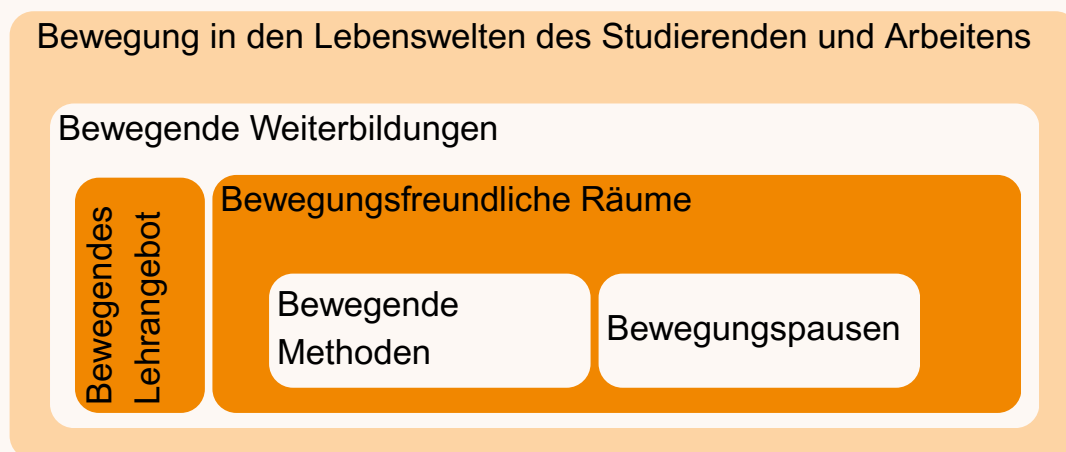 Bewegung in den Lebenswelten des Studierenden und Arbeitens
Bewegende Weiterbildungen
Bewegendes
Lehrangebot
Bewegungsfreundliche Räume
Bewegende
Methoden
Bewegungspausen